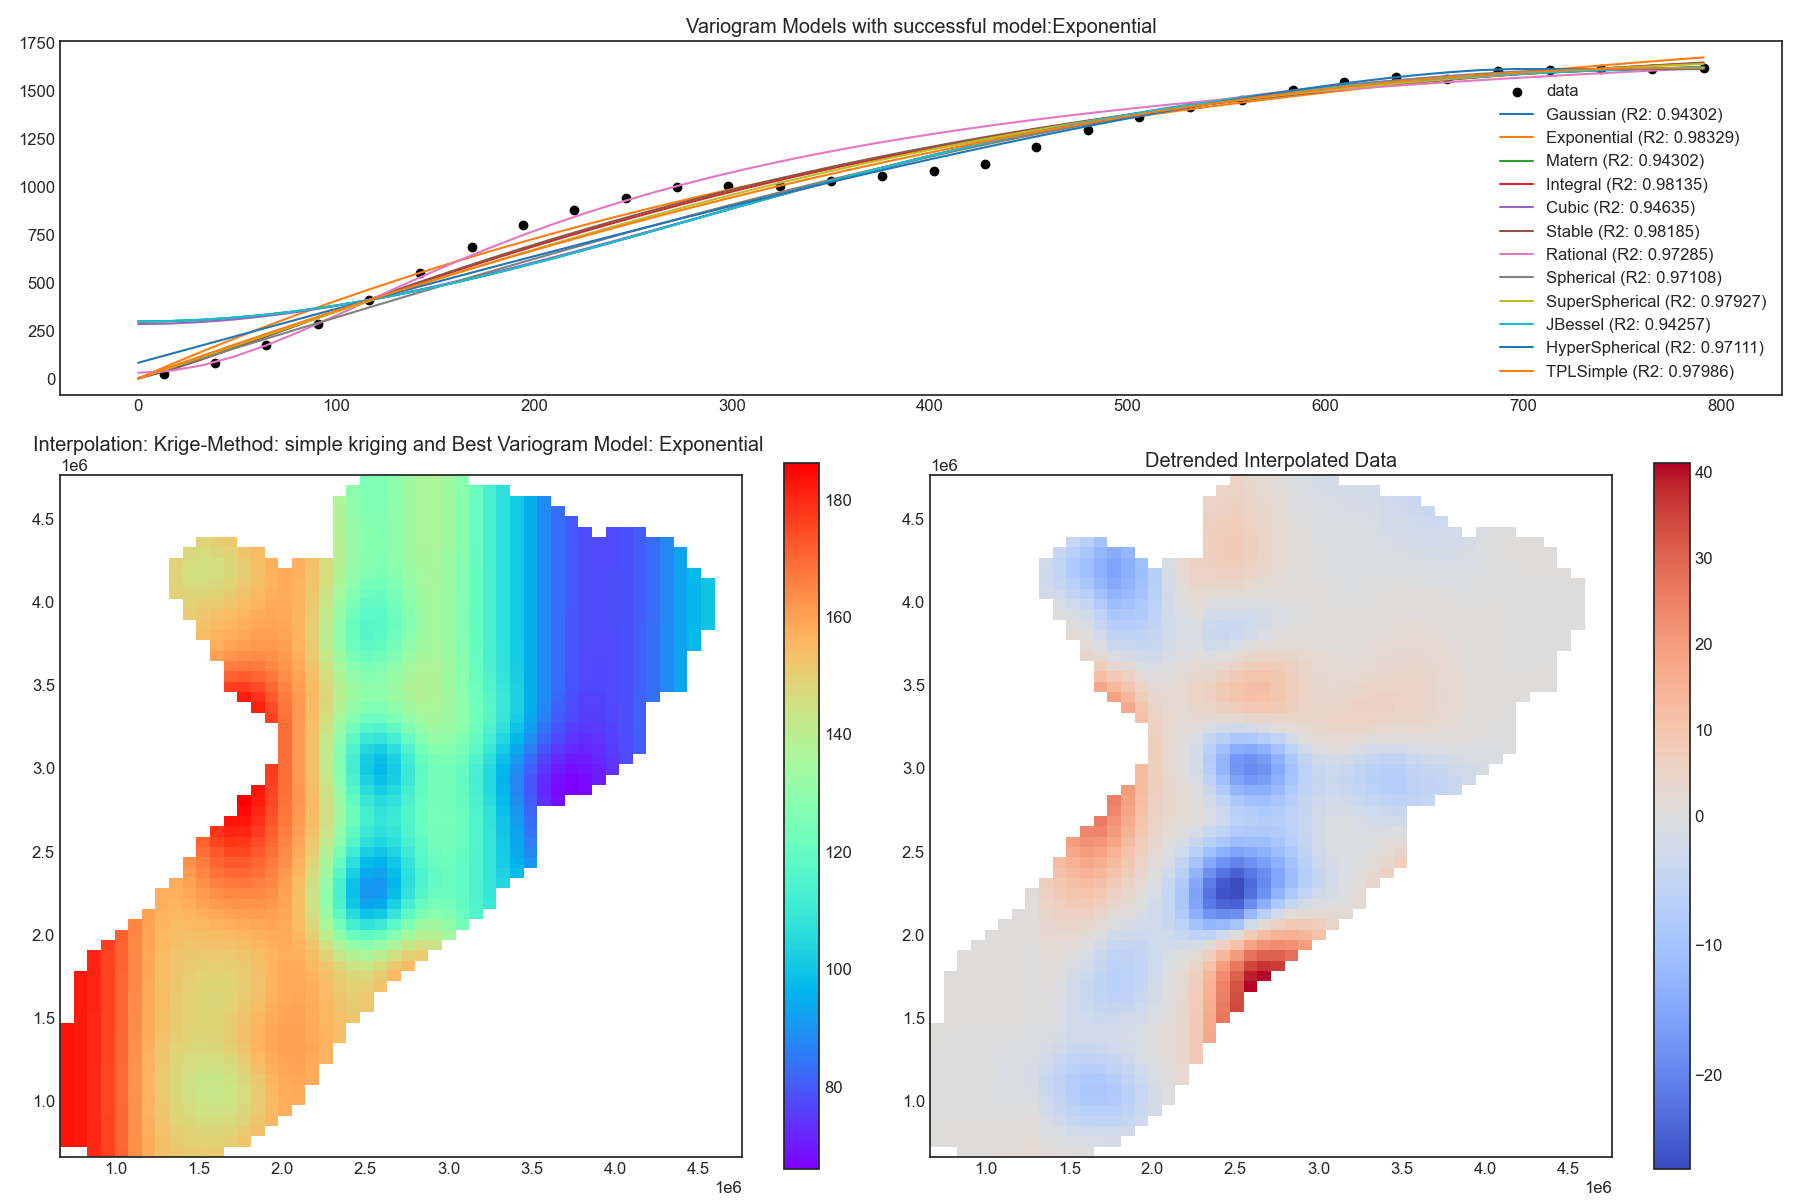 Variogram Models with successful model:Exponential
1750
1500
1250
1000
750
500
250
0
0 100 200 300 400 500 600 700 800
data
Gaussian (R2: 0.94302)
Exponential (R2: 0.98329)
Matern (R2: 0.94302)
Integral (R2: 0.98135)
Cubic (R2: 0.94635)
Stable (R2: 0.98185)
Rational (R2: 0.97285)
Spherical (R2: 0.97108)
SuperSpherical (R2: 0.97927)
JBessel (R2: 0.94257)
HyperSpherical (R2: 0.97111)
TPLSimple (R2: 0.97986)
Interpolation: Krige-Method: simple kriging and Best Variogram Model: Exponential
1e6
4.5
4.0
3.5
3.0
2.5
2.0
1.5
1.0
1.0 1.5 2.0 2.5 3.0 3.5 4.0 4.5
1e6
180
160
140
120
100
80
Detrended Interpolated Data
1e6
4.5
4.0
3.5
3.0
2.5
2.0
1.5
1.0
1.0 1.5 2.0 2.5 3.0 3.5 4.0 4.5
1e6
40
30
20
10
0
−10
−20